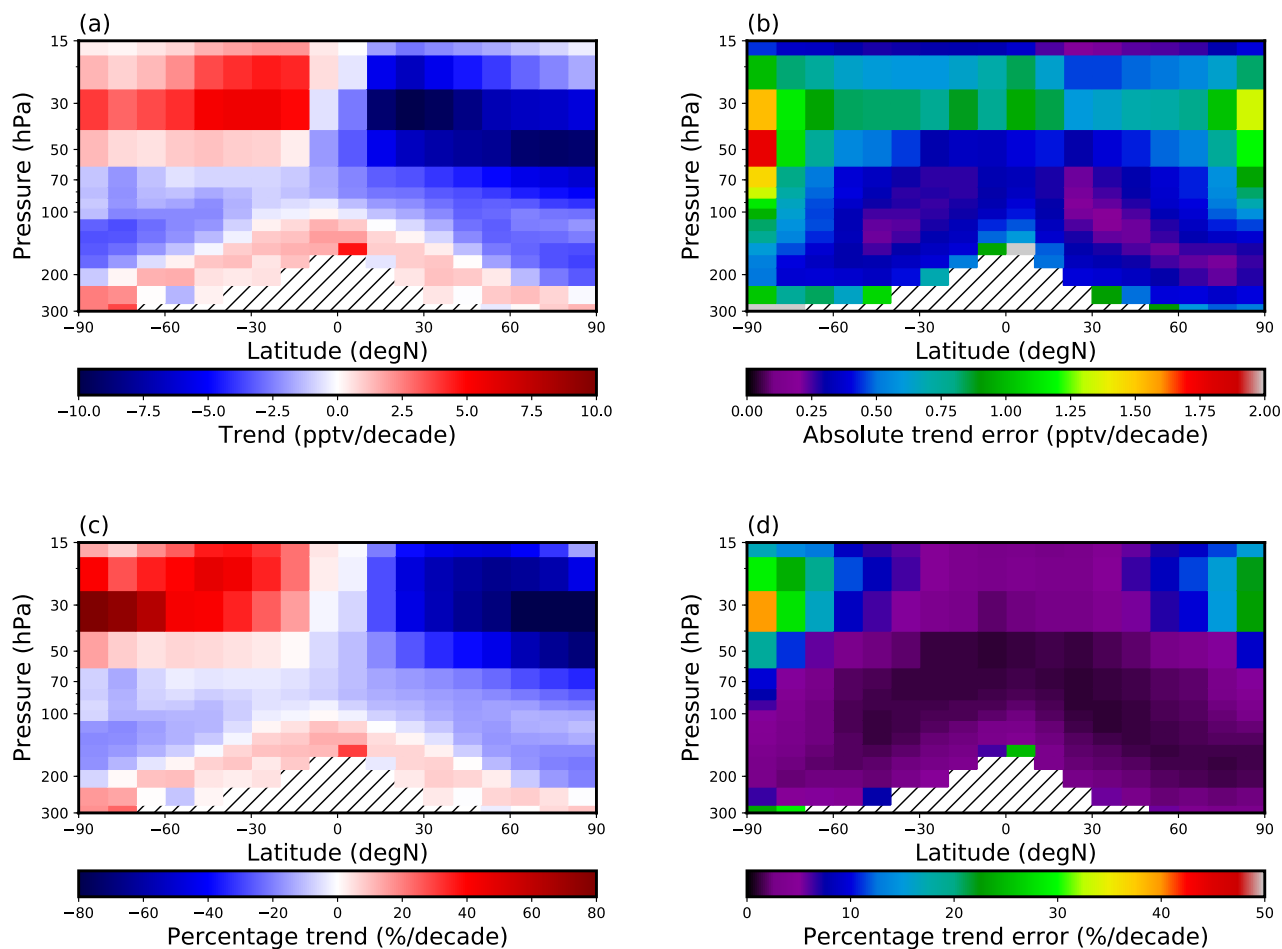 (a)
15
30
50
70
100
200
300
Pressure (hPa)
−90 −60 −30 0 30 60 90
Latitude (degN)
−10.0 −7.5 −5.0 −2.5 0.0 2.5 5.0 7.5 10.0
Trend (pptv/decade)
(b)
15
30
50
70
100
200
300
Pressure (hPa)
−90 −60 −30 0 30 60 90
Latitude (degN)
0.00 0.25 0.50 0.75 1.00 1.25 1.50 1.75 2.00
Absolute trend error (pptv/decade)
(c)
15
30
50
70
100
200
300
Pressure (hPa)
−90 −60 −30 0 30 60 90
Latitude (degN)
−80 −60 −40 −20 0 20 40 60 80
Percentage trend (%/decade)
(d)
15
30
50
70
100
200
300
Pressure (hPa)
−90 −60 −30 0 30 60 90
Latitude (degN)
0 10 20 30 40 50
Percentage trend error (%/decade)